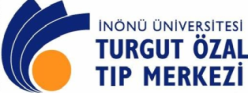 İNÖNÜ ÜNİVERSİTESİ
TURGUT ÖZAL
TIP MERKEZİ